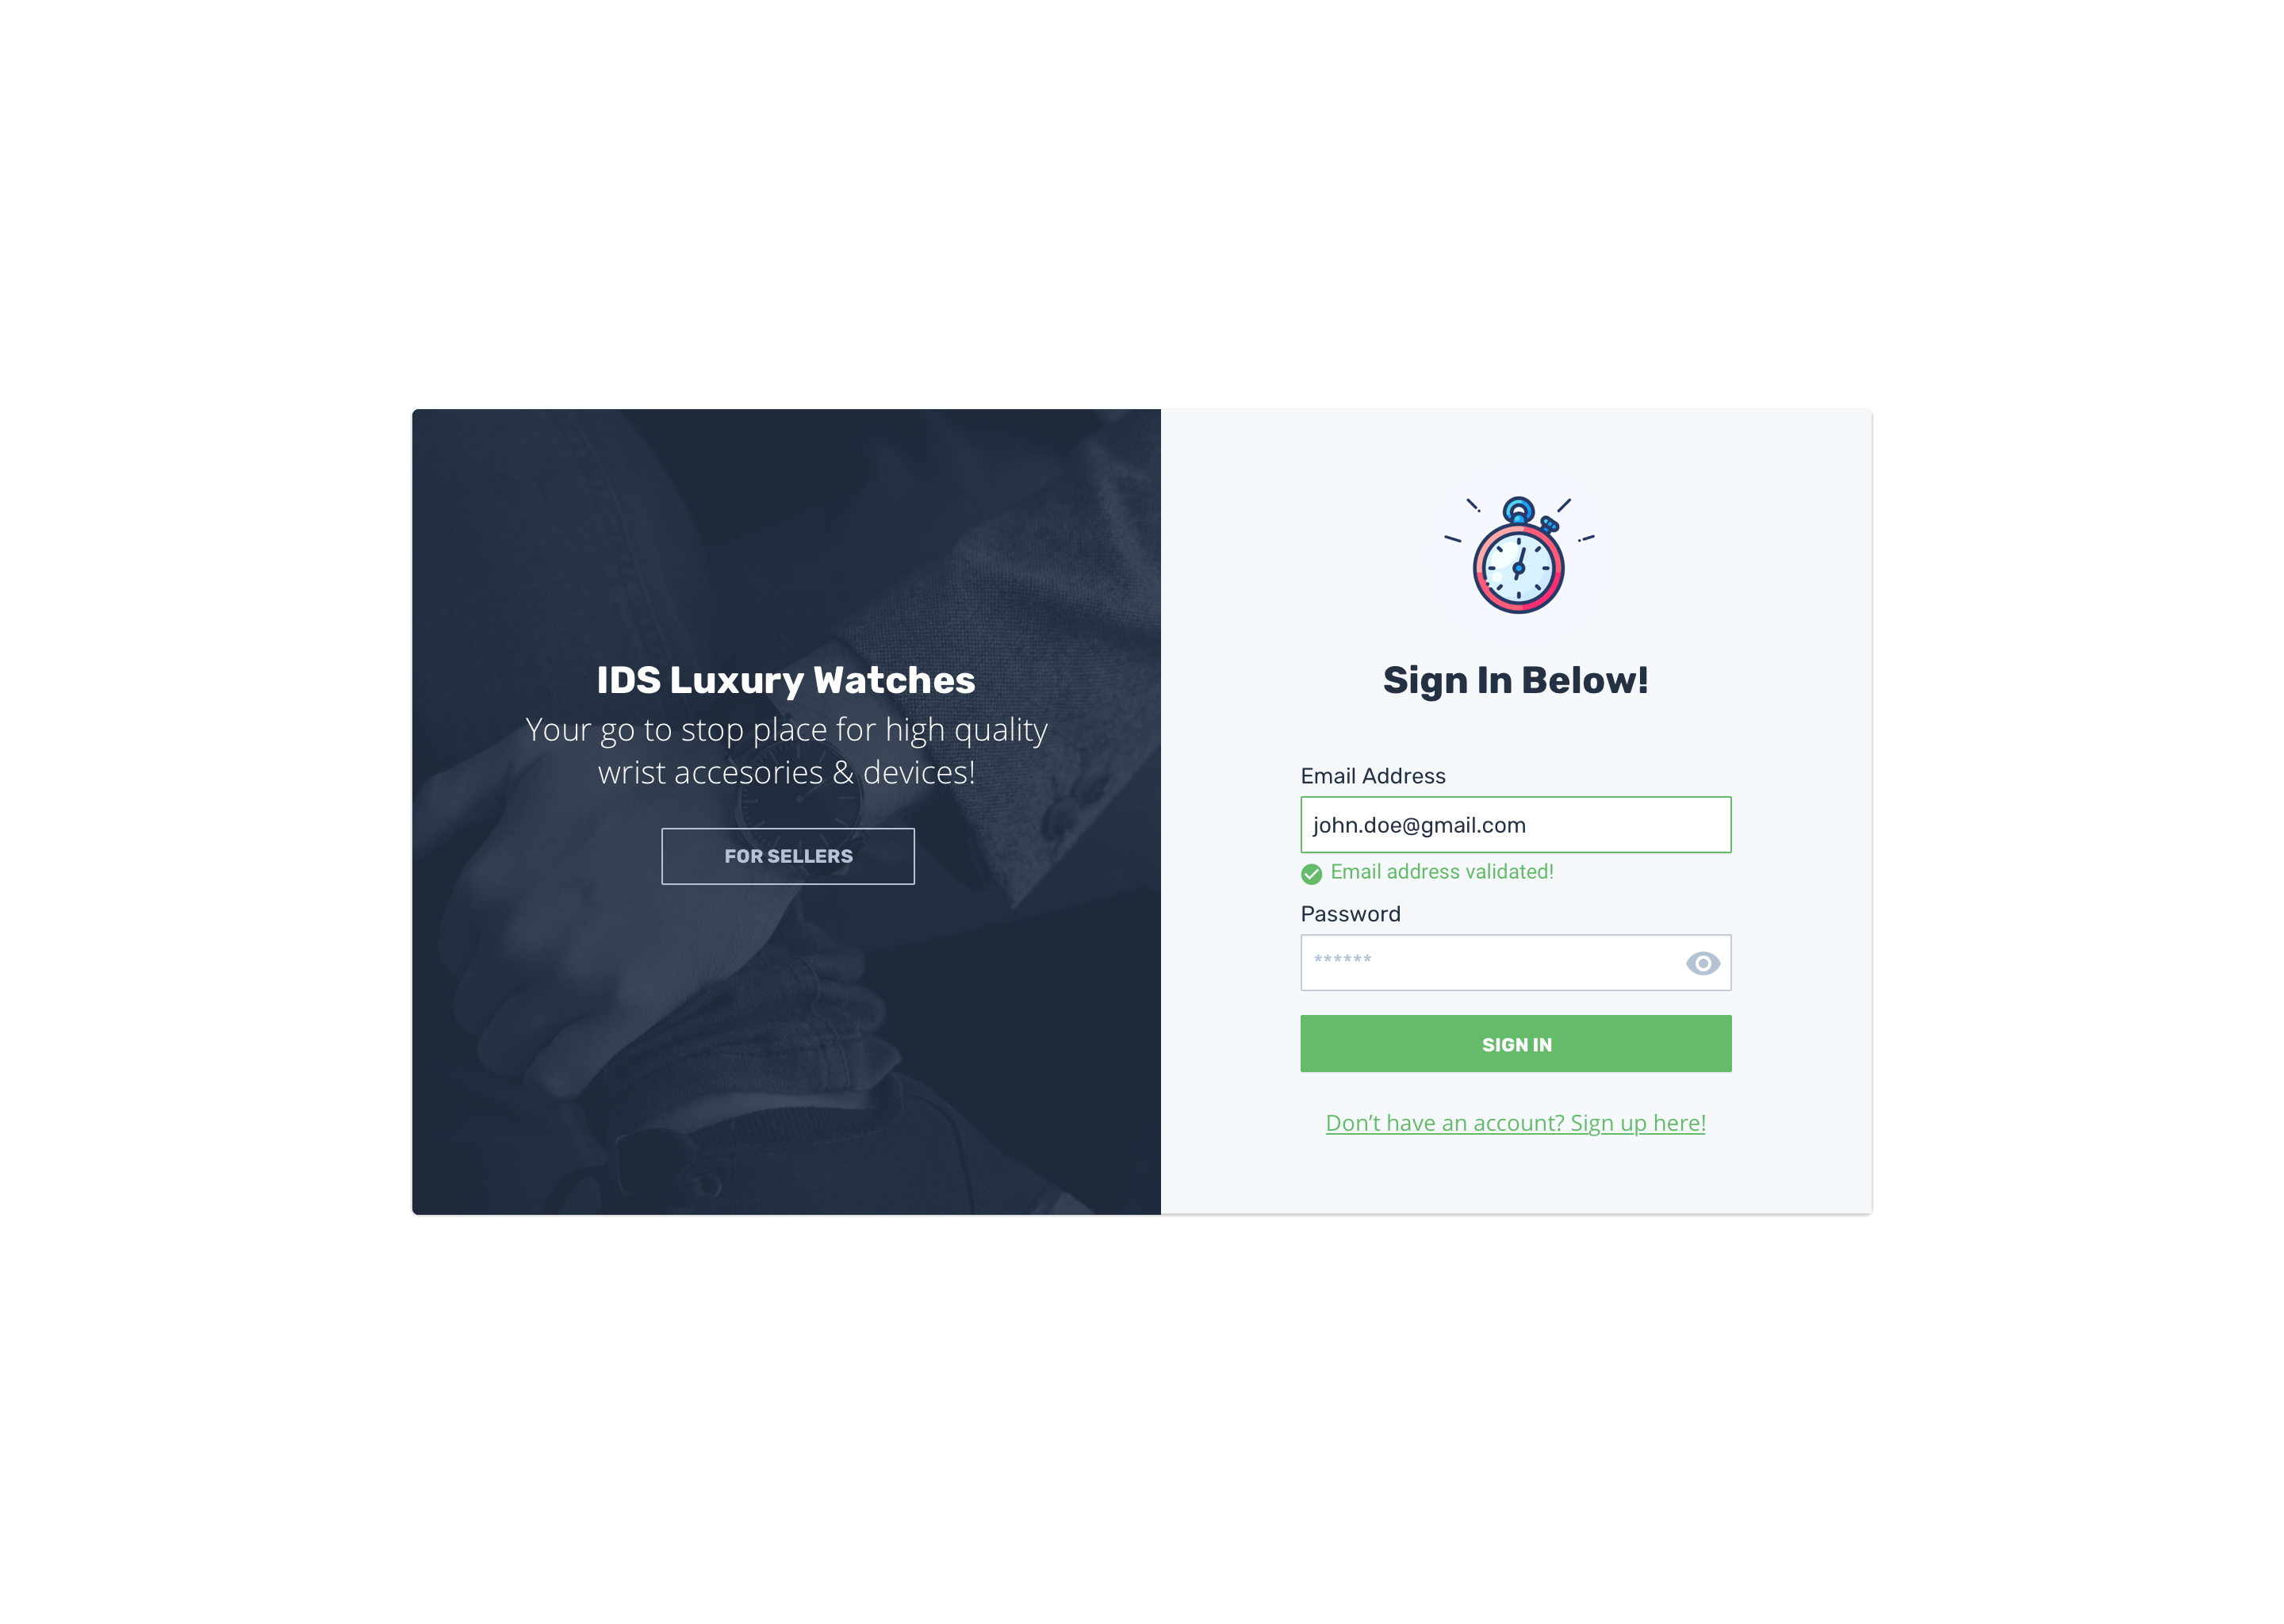 IDS Luxury Watches
Your go to stop place for high quality
wrist accesories & devices!
FOR SELLERS
Sign In Below!
Email Address
john.doe@gmail.com
Email address validated!
Password
******
SIGN IN
Don’t have an account? Sign up here!